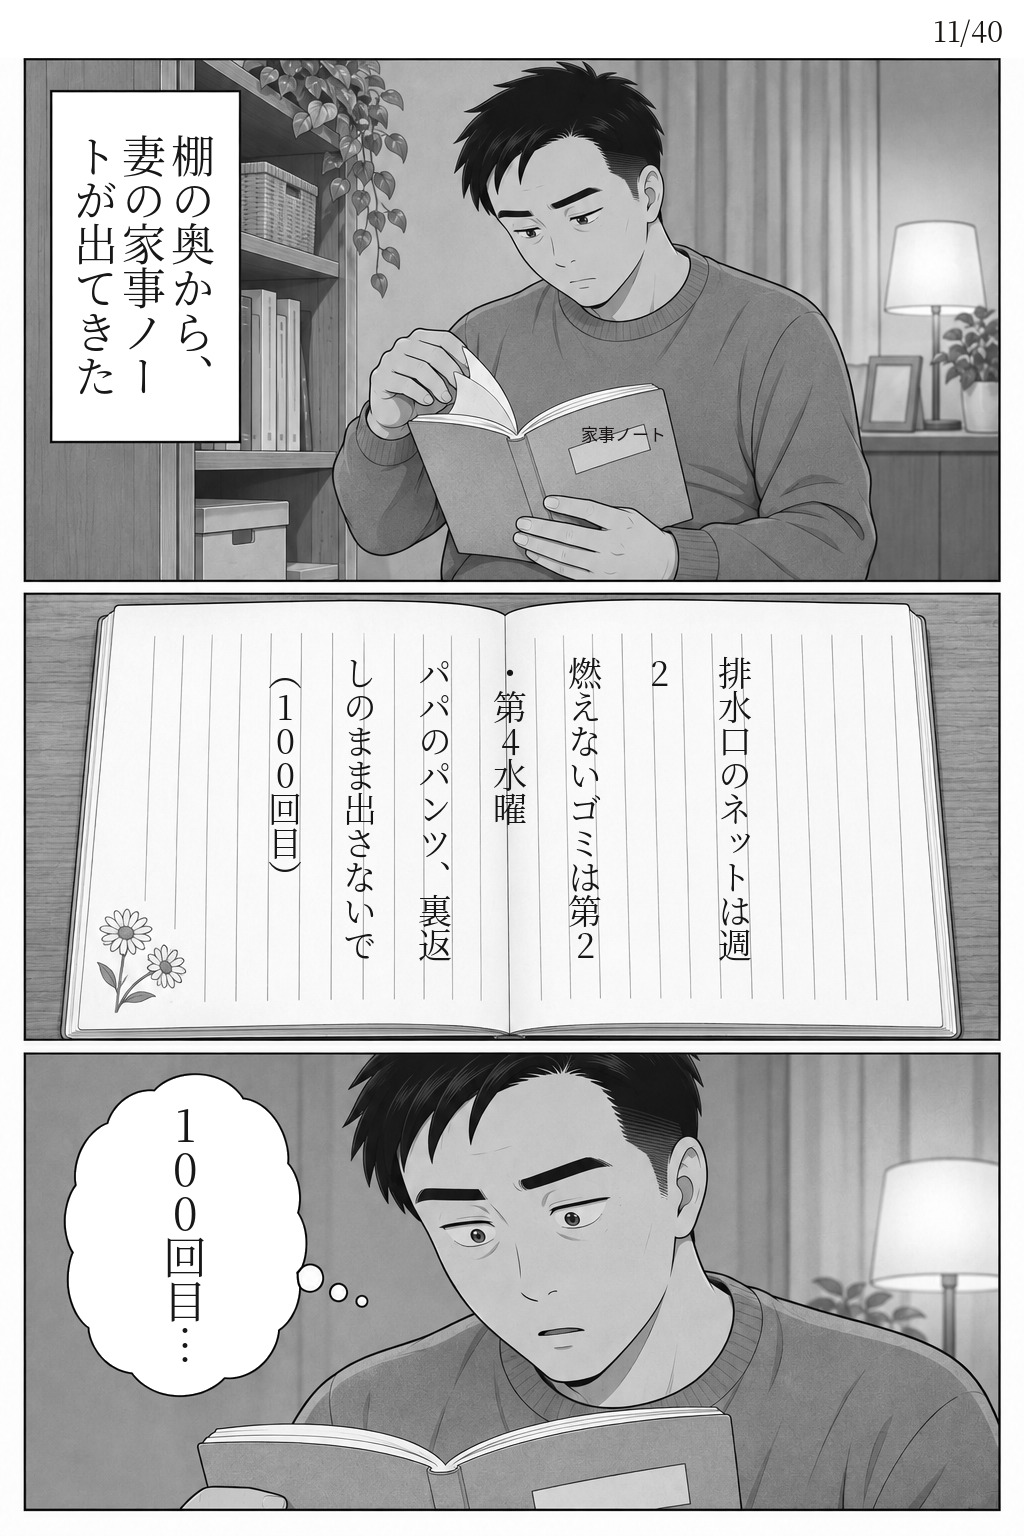 11/40
棚の奥から、
妻の家事ノー
トが出てきた
家事ノート
排水口のネットは週
2
燃えないゴミは第2
・第4水曜
パパのパンツ、裏返
しのまま出さないで
(100回目)
100回目…